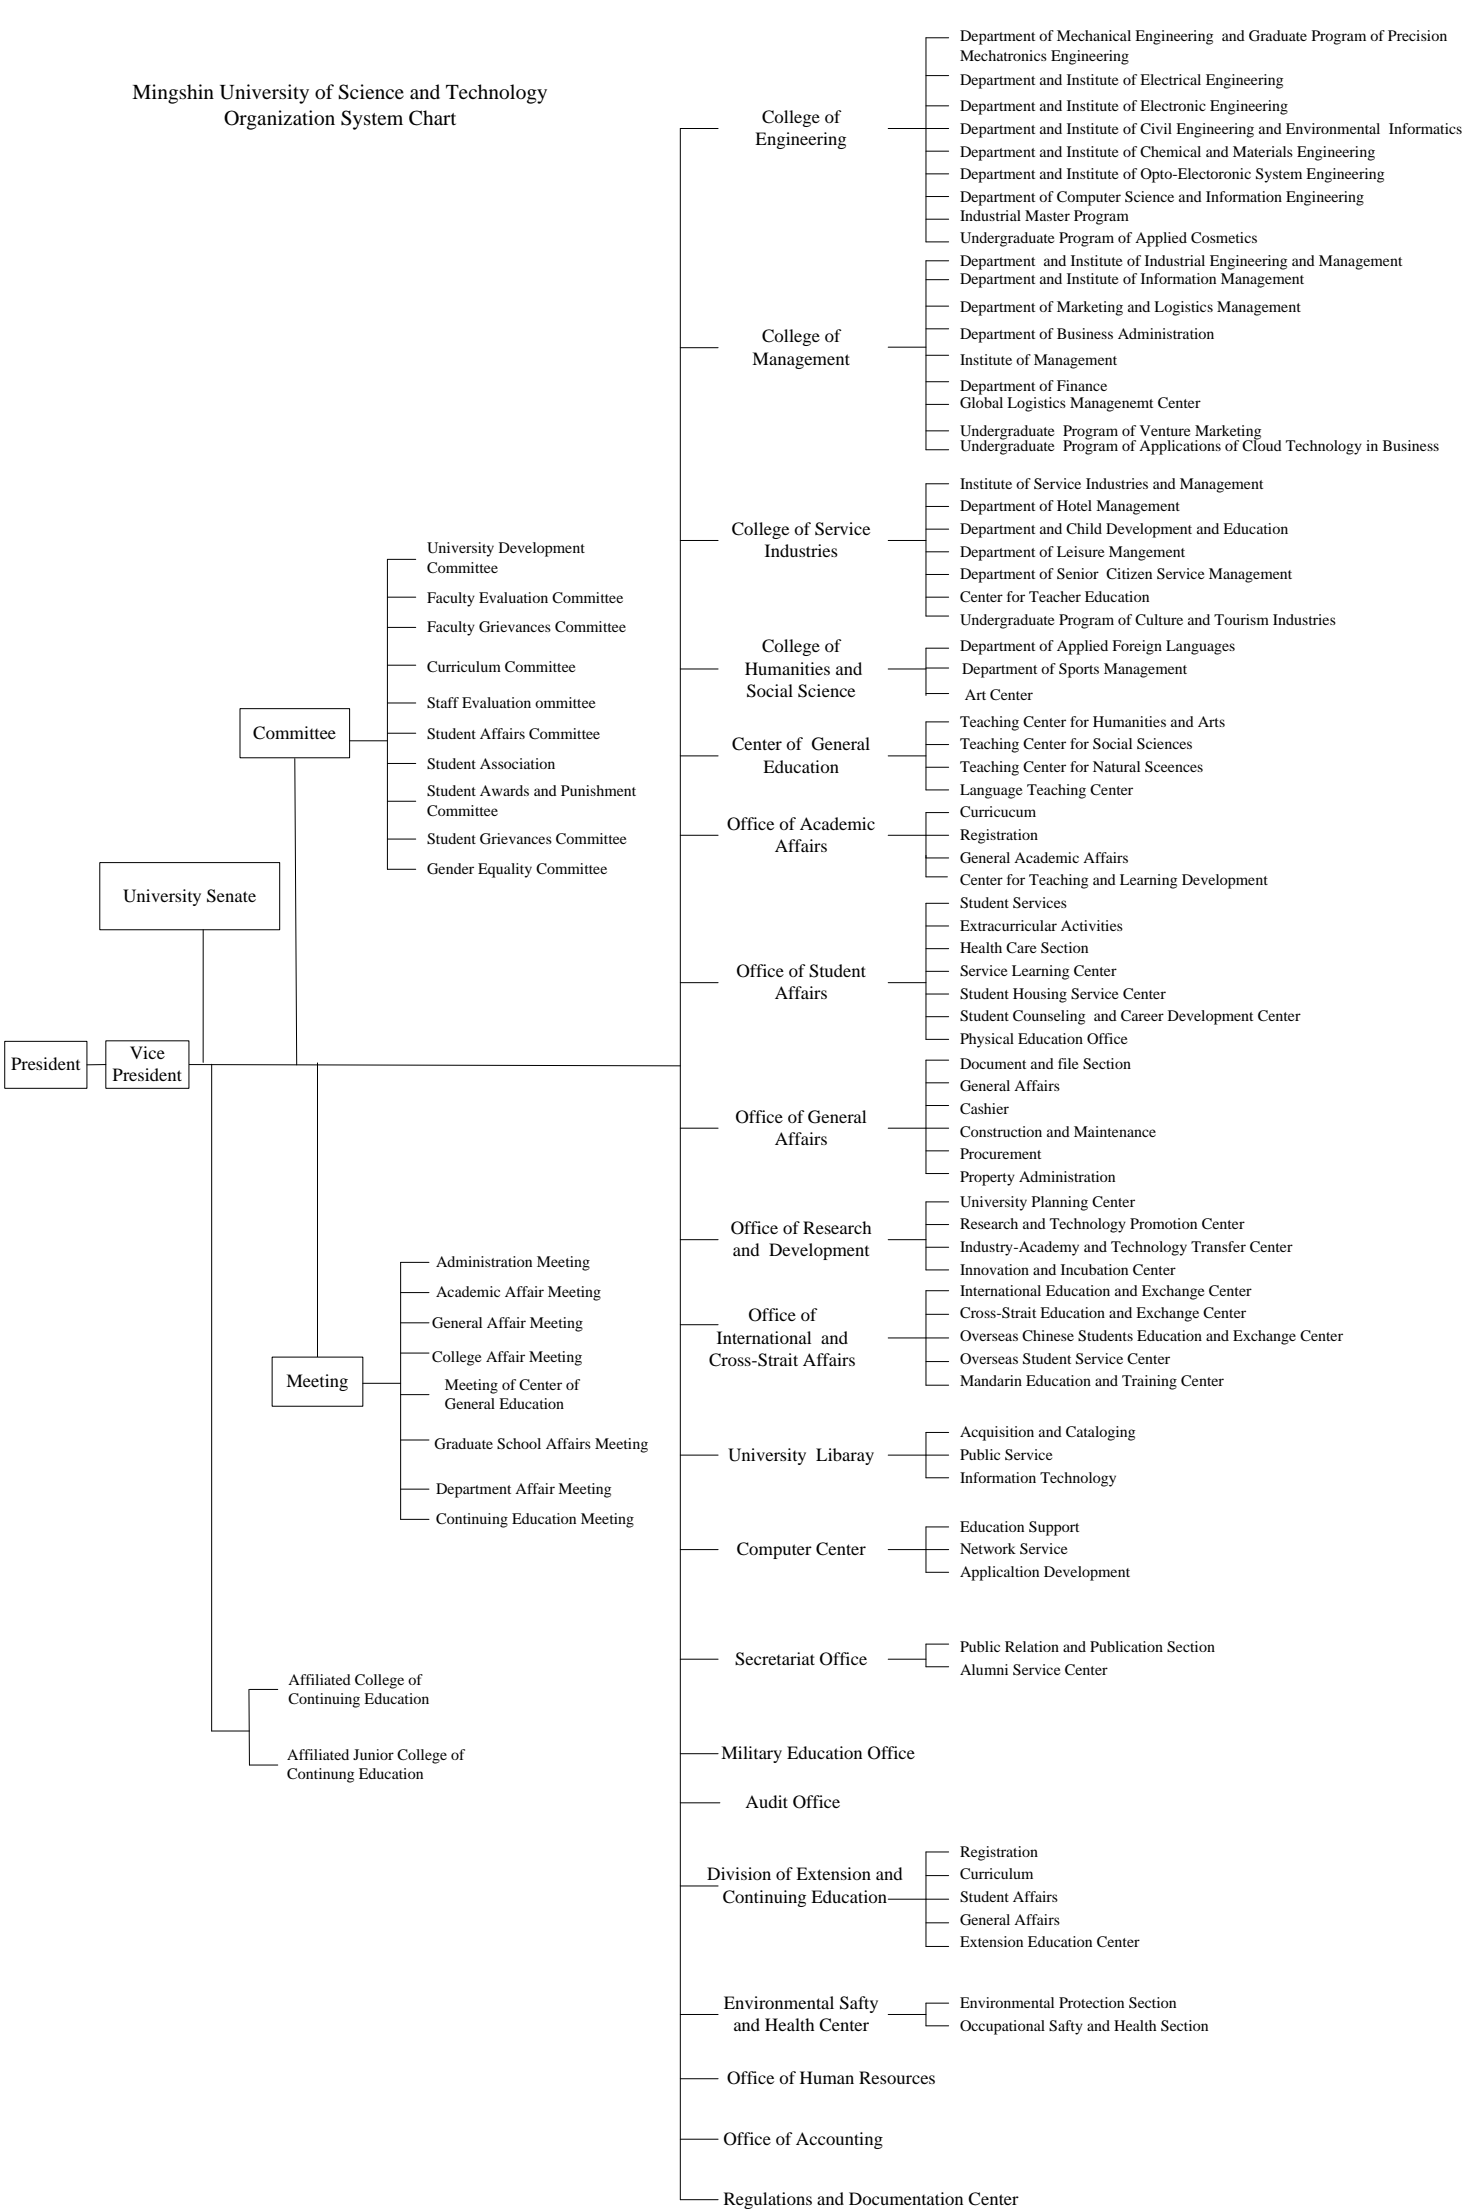 Mingshin University of Science and Technology
Organization System Chart
President
Vice
President
University Senate
Committee
University Development
Committee
Faculty Evaluation Committee
Faculty Grievances Committee
Curriculum Committee
Staff Evaluation ommittee
Student Affairs Committee
Student Association
Student Awards and Punishment
Committee
Student Grievances Committee
Gender Equality Committee
Meeting
Administration Meeting
Academic Affair Meeting
General Affair Meeting
College Affair Meeting
Meeting of Center of
General Education
Graduate School Affairs Meeting
Department Affair Meeting
Continuing Education Meeting
Affiliated College of
Continuing Education
Affiliated Junior College of
Continung Education
College of
Engineering
Department of Mechanical Engineering and Graduate Program of Precision
Mechatronics Engineering
Department and Institute of Electrical Engineering
Department and Institute of Electronic Engineering
Department and Institute of Civil Engineering and Environmental Informatics
Department and Institute of Chemical and Materials Engineering
Department and Institute of Opto-Electoronic System Engineering
Department of Computer Science and Information Engineering
Industrial Master Program
Undergraduate Program of Applied Cosmetics
College of
Management
Department and Institute of Industrial Engineering and Management
Department and Institute of Information Management
Department of Marketing and Logistics Management
Department of Business Administration
Institute of Management
Department of Finance
Global Logistics Managenemt Center
Undergraduate Program of Venture Marketing
Undergraduate Program of Applications of Cloud Technology in Business
College of Service
Industries
Institute of Service Industries and Management
Department of Hotel Management
Department and Child Development and Education
Department of Leisure Mangement
Department of Senior Citizen Service Management
Center for Teacher Education
Undergraduate Program of Culture and Tourism Industries
College of
Humanities and
Social Science
Department of Applied Foreign Languages
Department of Sports Management
Art Center
Center of General
Education
Teaching Center for Humanities and Arts
Teaching Center for Social Sciences
Teaching Center for Natural Sceences
Language Teaching Center
Office of Academic
Affairs
Curricucum
Registration
General Academic Affairs
Center for Teaching and Learning Development
Office of Student
Affairs
Student Services
Extracurricular Activities
Health Care Section
Service Learning Center
Student Housing Service Center
Student Counseling and Career Development Center
Physical Education Office
Office of General
Affairs
Document and file Section
General Affairs
Cashier
Construction and Maintenance
Procurement
Property Administration
Office of Research
and Development
University Planning Center
Research and Technology Promotion Center
Industry-Academy and Technology Transfer Center
Innovation and Incubation Center
Office of
International and
Cross-Strait Affairs
International Education and Exchange Center
Cross-Strait Education and Exchange Center
Overseas Chinese Students Education and Exchange Center
Overseas Student Service Center
Mandarin Education and Training Center
University Libaray
Acquisition and Cataloging
Public Service
Information Technology
Computer Center
Education Support
Network Service
Applicaltion Development
Secretariat Office
Public Relation and Publication Section
Alumni Service Center
Military Education Office
Audit Office
Division of Extension and
Continuing Education
Registration
Curriculum
Student Affairs
General Affairs
Extension Education Center
Environmental Safty
and Health Center
Environmental Protection Section
Occupational Safty and Health Section
Office of Human Resources
Office of Accounting
Regulations and Documentation Center